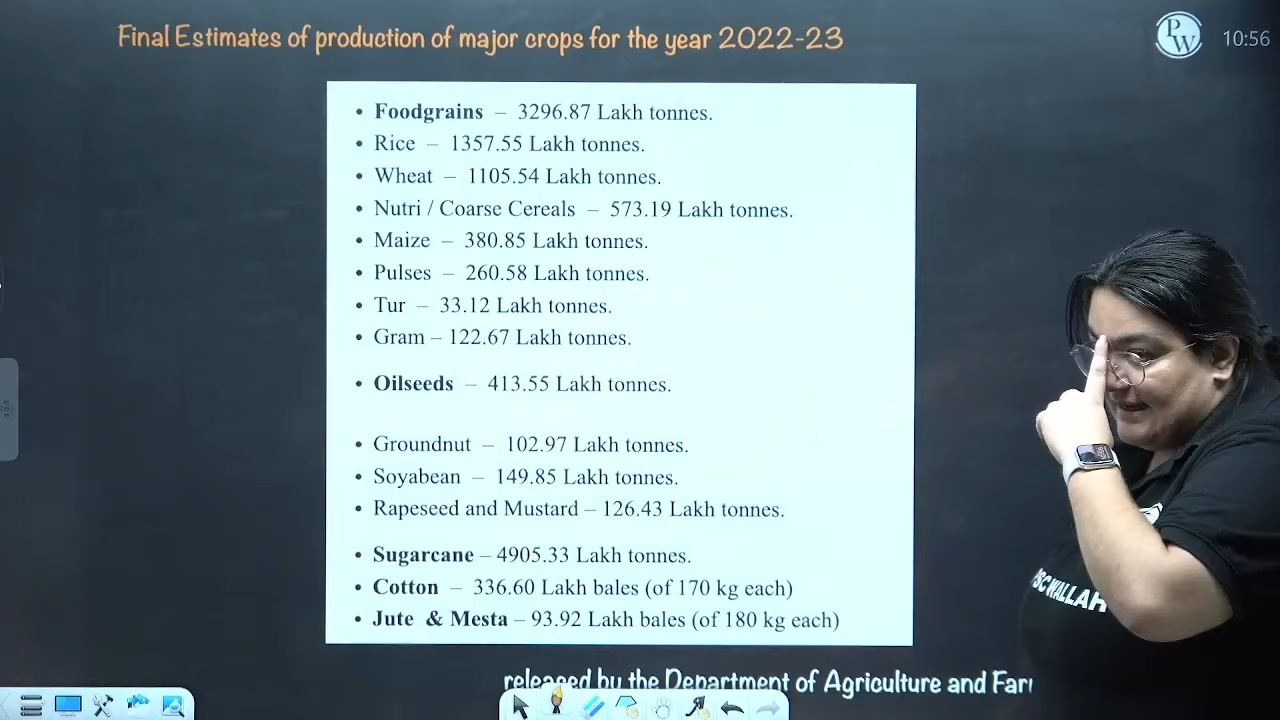 Final Estimates of production of major crops for the year 2022-23
PW
10:56
• Foodgrains – 3296.87 Lakh tonnes.
• Rice – 1357.55 Lakh tonnes.
• Wheat – 1105.54 Lakh tonnes.
• Nutri / Coarse Cereals – 573.19 Lakh tonnes.
• Maize – 380.85 Lakh tonnes.
• Pulses – 260.58 Lakh tonnes.
• Tur – 33.12 Lakh tonnes.
• Gram – 122.67 Lakh tonnes.
• Oilseeds – 413.55 Lakh tonnes.
• Groundnut – 102.97 Lakh tonnes.
• Soyabean – 149.85 Lakh tonnes.
• Rapeseed and Mustard – 126.43 Lakh tonnes.
• Sugarcane – 4905.33 Lakh tonnes.
• Cotton – 336.60 Lakh bales (of 170 kg each)
• Jute & Mesta – 93.92 Lakh bales (of 180 kg each)
released by the Department of Agriculture and Far
PSC WALLAH